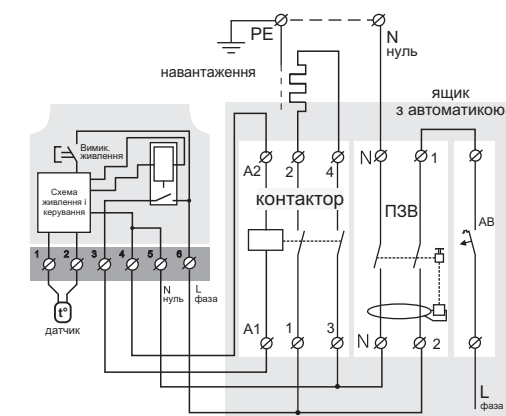 PE
N
нуль
навантаження
ящик
з автоматикою
Вимик.
живлення
Схема
живлення і
керування
1 2 3 4 5 6
N
нуль
L
фаза
t°
датчик
A2 2 4
контактор
A1 1 3
N 1
ПЗВ
N 2
АВ
L
фаза